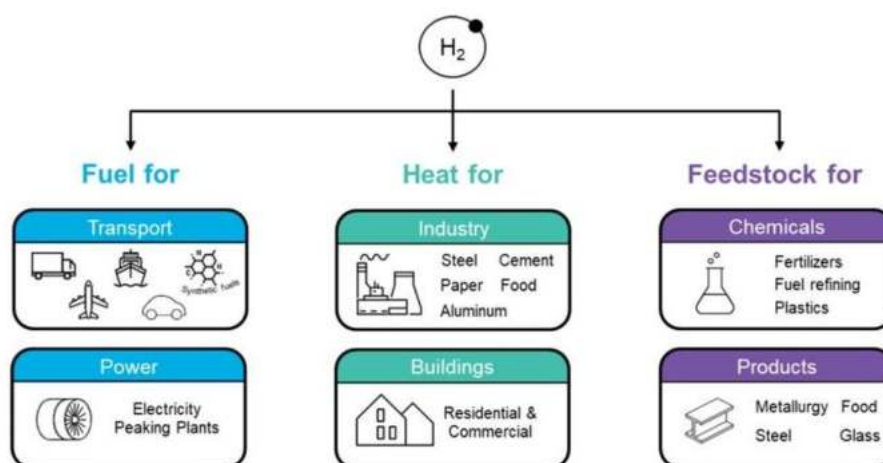 H2
Fuel for
Heat for
Feedstock for
Transport
C
H
H
Synthetic fuels
Industry
Steel Cement
Paper Food
Aluminum
Chemicals
Fertilizers
Fuel refining
Plastics
Power
Electricity
Peaking Plants
Buildings
Residential &
Commercial
Products
Metallurgy Food
Steel Glass